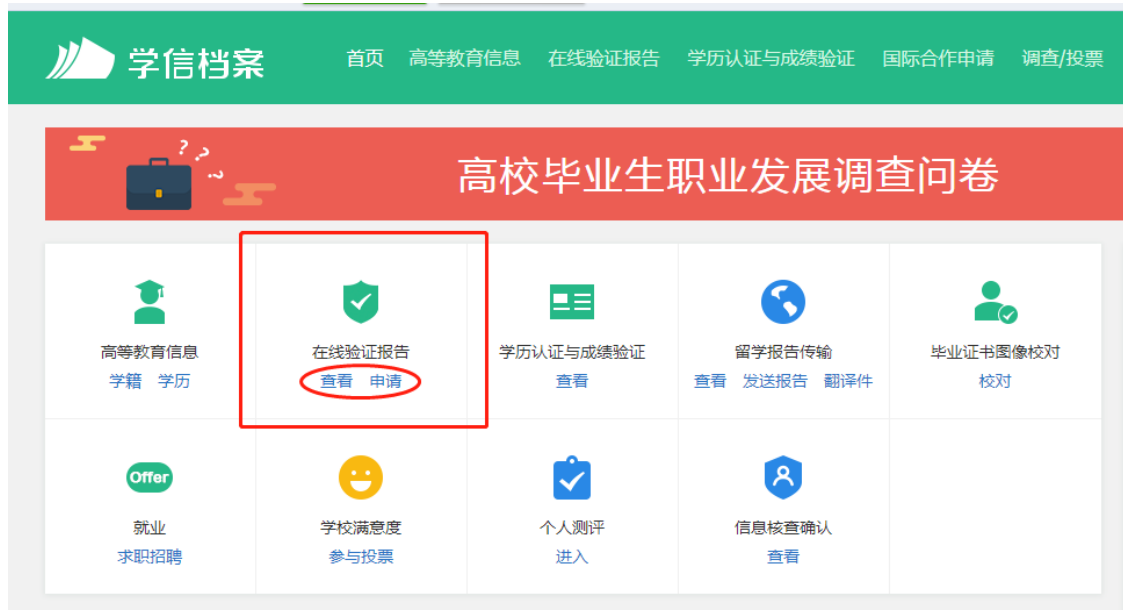 学信档案
首页 高等教育信息 在线验证报告 学历认证与成绩验证 国际合作申请 调查/投票
高校毕业生职业发展调查问卷
高等教育信息 在线验证报告 学历认证与成绩验证 留学报告传输 毕业证书图像校对
学籍 学历 查看 申请 查看 查看 发送报告 翻译件 校对
Offer
就业 学校满意度 个人测评 信息核查确认
求职招聘 参与投票 进入 查看